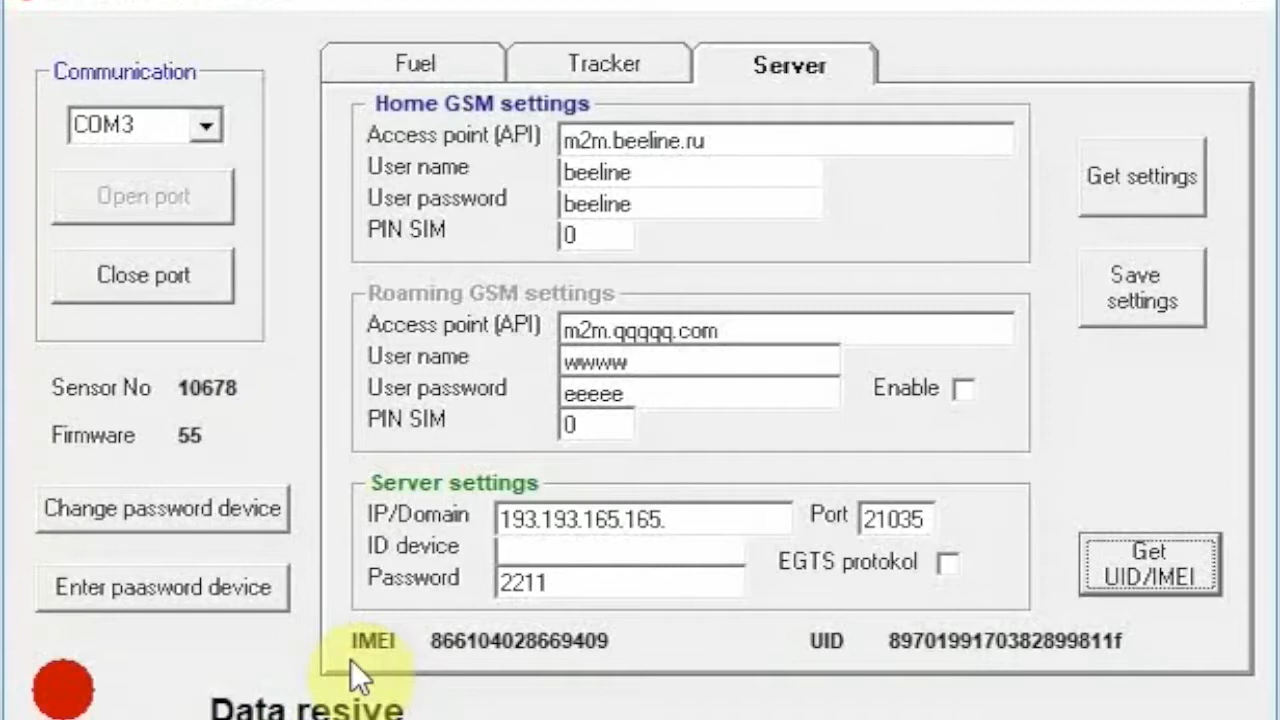 Communication
COM3
Open port
Close port
Sensor No 10678
Firmware 55
Change password device
Enter paasword device
Fuel Tracker Server
Home GSM settings
Access point (API) m2m.beeline.ru
User name beeline
User password beeline
PIN SIM 0
Roaming GSM settings
Access point (API) m2m.qqqqq.com
User name wwww
User password eeeee
Enable
PIN SIM 0
Server settings
IP/Domain 193.193.165.165. Port 21035
ID device
EGTS protokol
Password 2211
IMEI 866104028669409 UID 89701991703828998​11f
Get settings
Save
settings
Get
UID/IMEI
Data resive